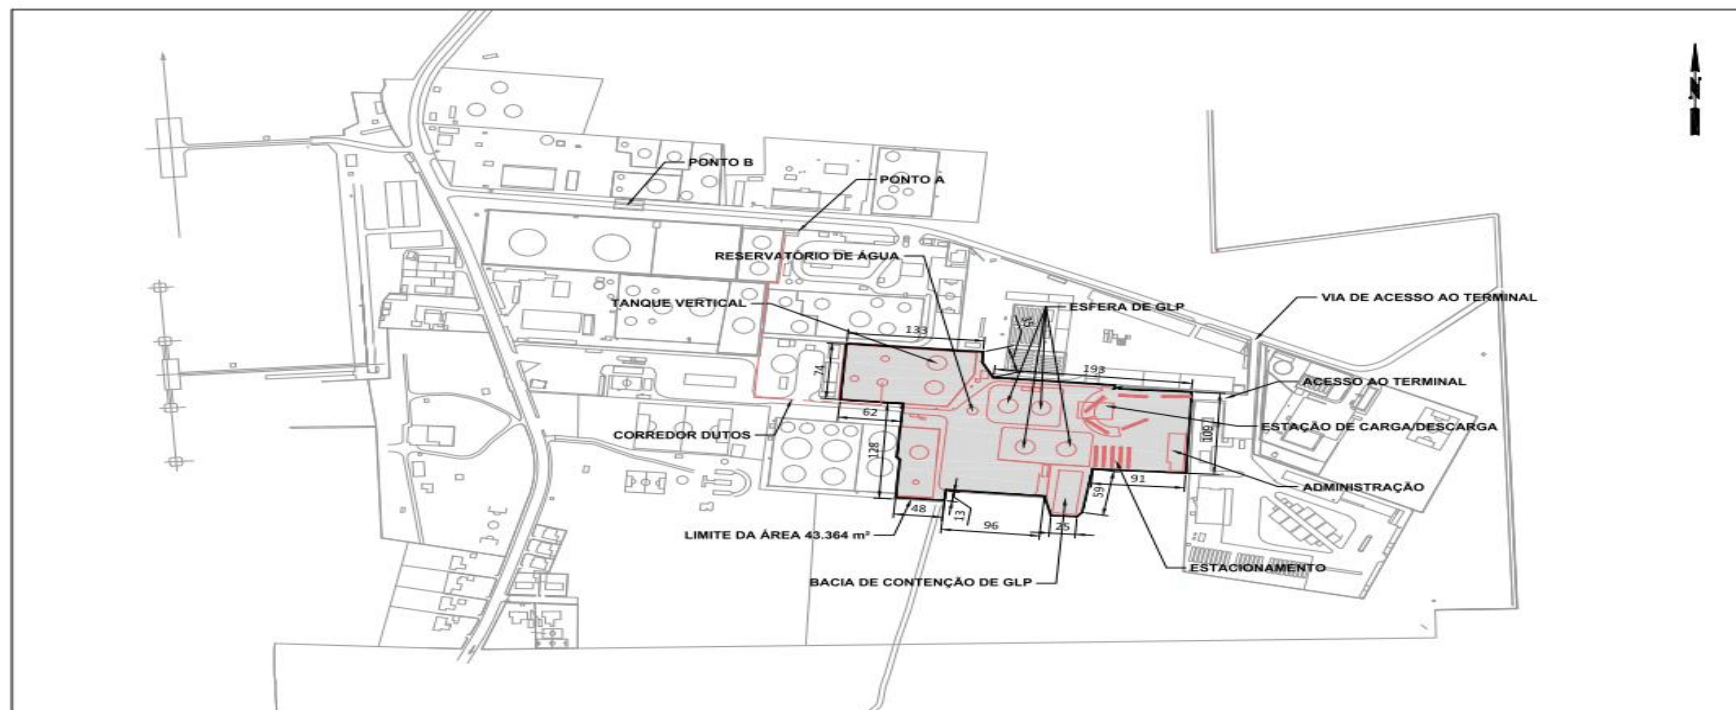 N
PONTO B
PONTO A
RESERVATÓRIO DE ÁGUA
TANQUE VERTICAL
ESFERA DE GLP
VIA DE ACESSO AO TERMINAL
133
35
74
193
ACESSO AO TERMINAL
62
CORREDOR DUTOS
109
ESTAÇÃO DE CARGA/DESCARGA
128
91
59
ADMINISTRAÇÃO
48
13
96
25
LIMITE DA ÁREA 43.364 m²
ESTACIONAMENTO
BACIA DE CONTENÇÃO DE GLP